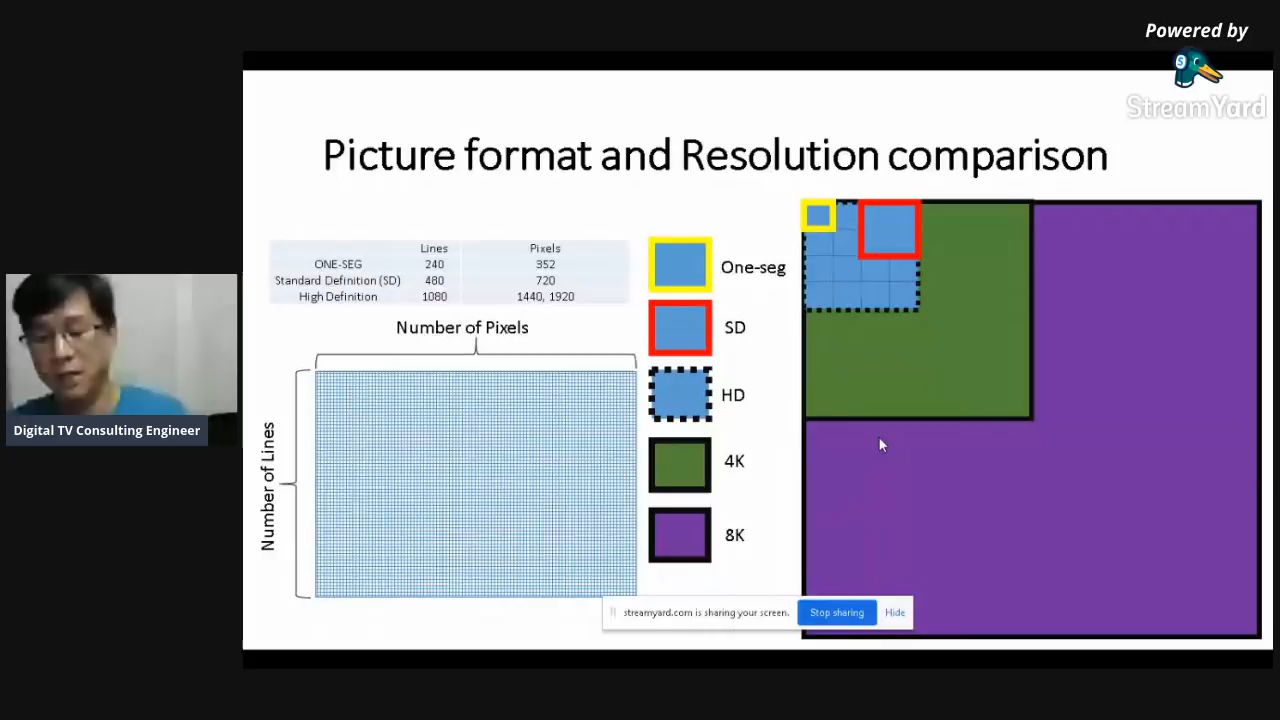 Powered by
StreamYard
Picture format and Resolution comparison
Lines Pixels
ONE-SEG 240 352
Standard Definition (SD) 480 720
High Definition 1080 1440, 1920
Number of Pixels
Number of Lines
One-seg
SD
HD
4K
8K
Digital TV Consulting Engineer
streamyard.com is sharing your screen. Stop sharing Hide